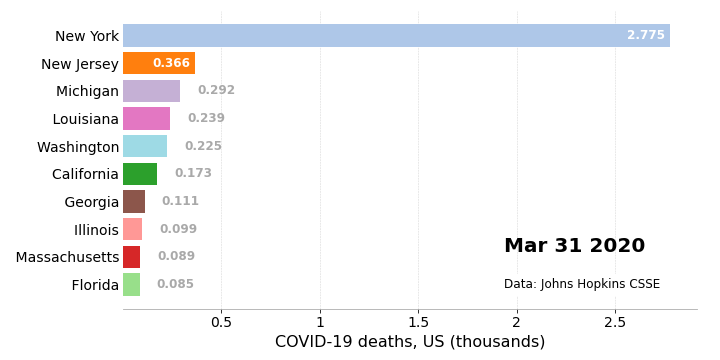 New York 2.775
New Jersey 0.366
Michigan 0.292
Louisiana 0.239
Washington 0.225
California 0.173
Georgia 0.111
Illinois 0.099
Massachusetts 0.089
Florida 0.085
Mar 31 2020
Data: Johns Hopkins CSSE
0.5 1 1.5 2 2.5
COVID-19 deaths, US (thousands)